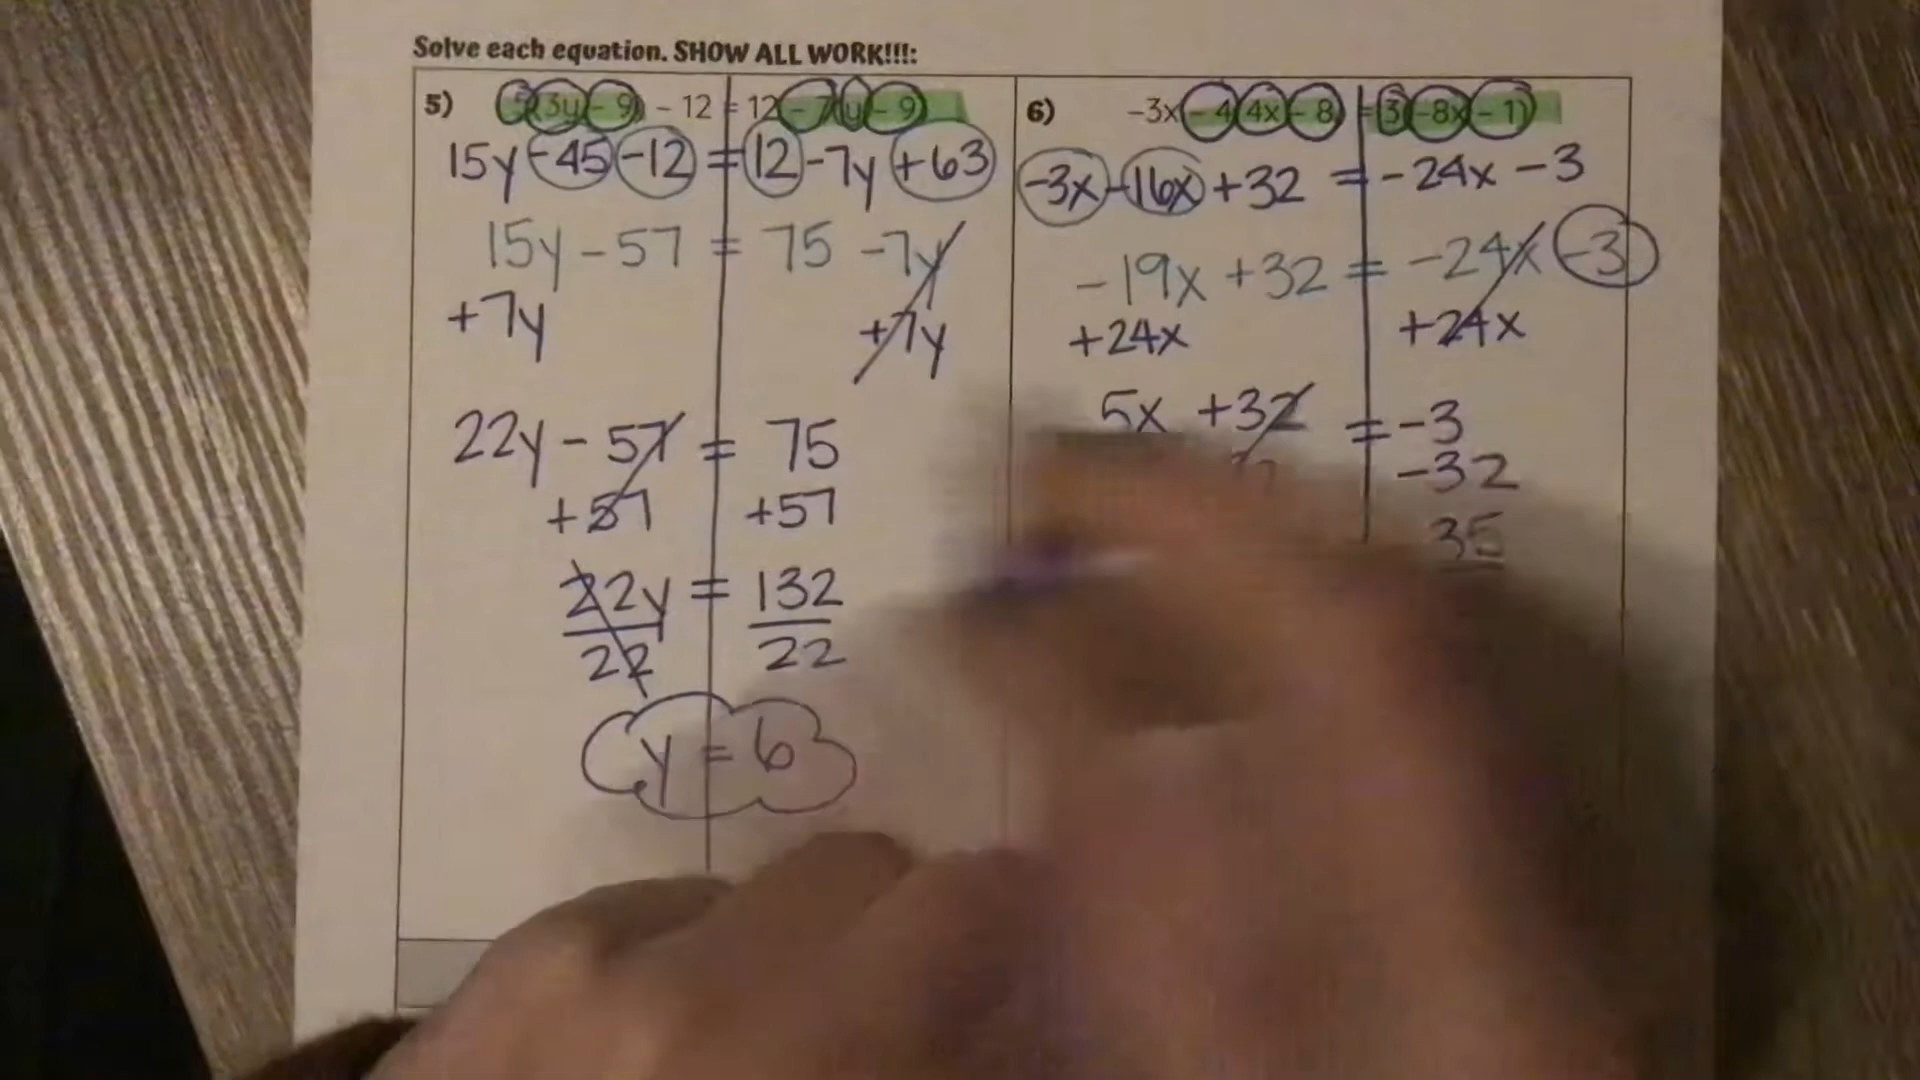 Solve each equation. SHOW ALL WORK!!!:
5) 5(3y - 9) - 12 = 12 - 7(y - 9)
15y - 45 - 12 = 12 - 7y + 63
15y - 57 = 75 - 7y
+7y +7y
22y - 57 = 75
+57 +57
22y = 132
22 22
y = 6
6) -3x - 4(4x - 8) = 3(-8x - 1)
-3x - 16x + 32 = -24x - 3
-19x + 32 = -24x - 3
+24x +24x
5x + 32 = -3
-32
35